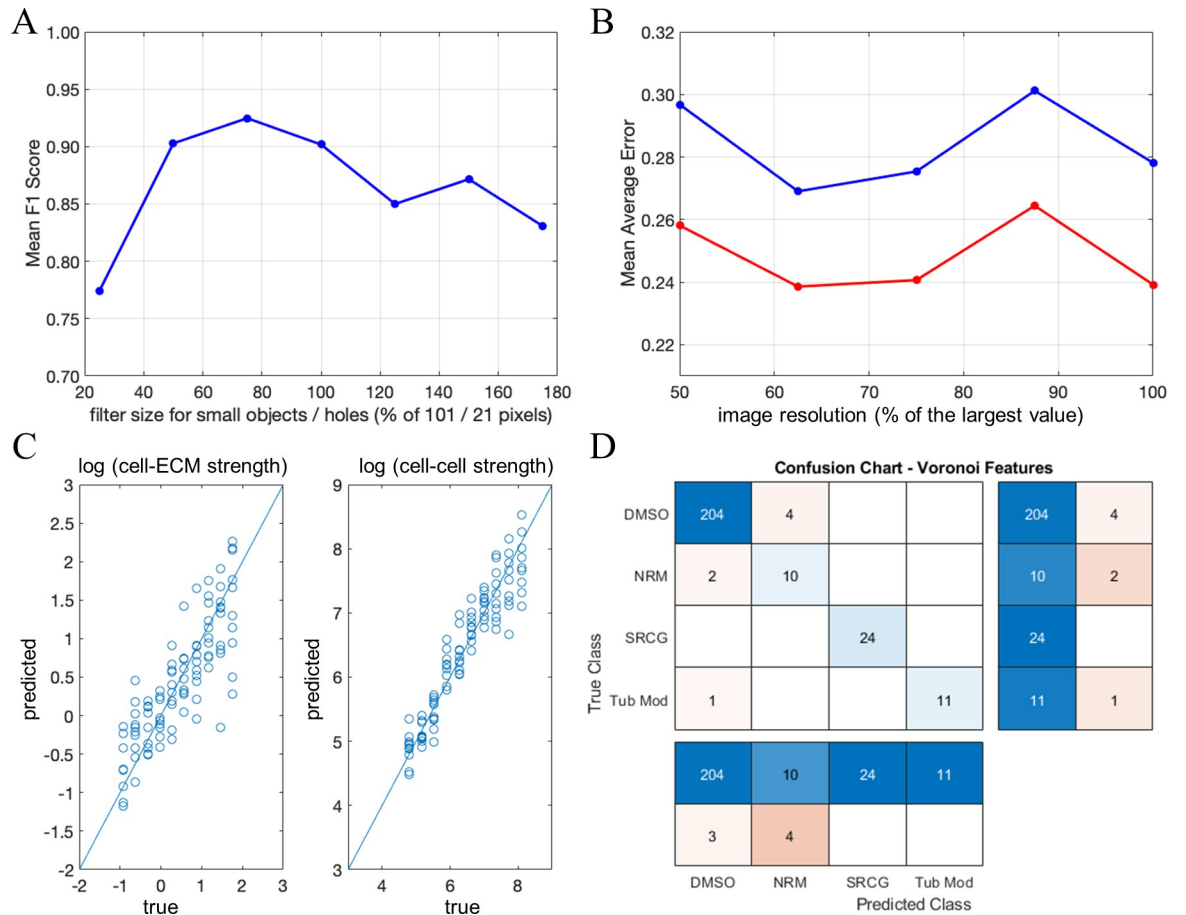 A
1.00
0.95
0.90
0.85
0.80
0.75
0.70
Mean F1 Score
20 40 60 80 100 120 140 160 180
filter size for small objects / holes (% of 101 / 21 pixels)
B
0.32
0.30
0.28
0.26
0.24
0.22
Mean Average Error
50 60 70 80 90 100
image resolution (% of the largest value)
C
log (cell-ECM strength)
3
2.5
2
1.5
1
0.5
0
-0.5
-1
-1.5
-2
predicted
-2 -1 0 1 2 3
true
log (cell-cell strength)
9
8
7
6
5
4
3
predicted
4 6 8
true
D
Confusion Chart - Voronoi Features
True Class
DMSO 204 4 204 4
NRM 2 10 10 2
SRCG 24 24
Tub Mod 1 11 11 1
204 10 24 11
3 4
DMSO NRM SRCG Tub Mod
Predicted Class